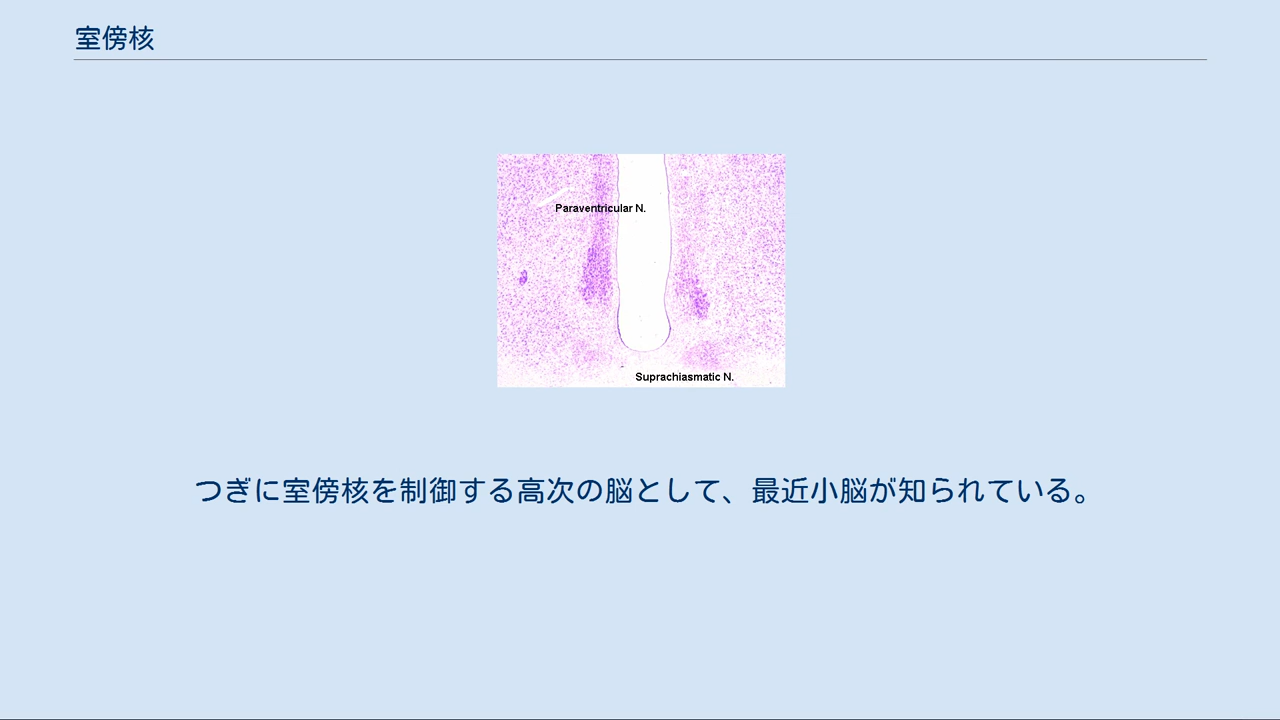 室傍核
Paraventricular N.
Suprachiasmatic N.
つぎに室傍核を制御する高次の脳として、最近小脳が知られている。